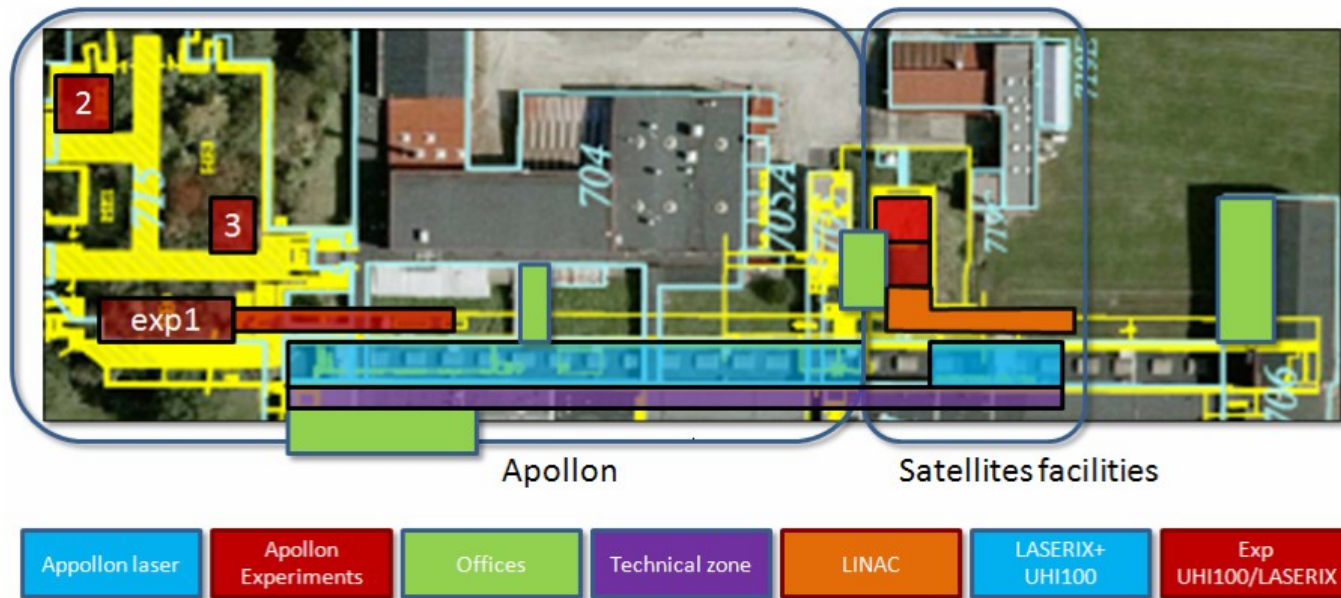 2
715
3
exp1
704
705A
719E
706
Apollon
Satellites facilities
Appollon laser
Apollon
Experiments
Offices
Technical zone
LINAC
LASERIX+
UHI100
Exp
UHI100/LASERIX